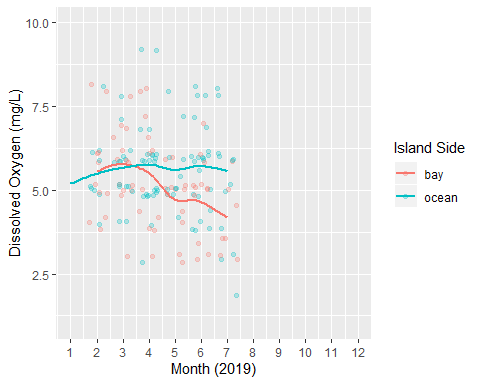 10.0
7.5
5.0
2.5
Dissolved Oxygen (mg/L)
1 2 3 4 5 6 7 8 9 10 11 12
Month (2019)
Island Side
bay
ocean